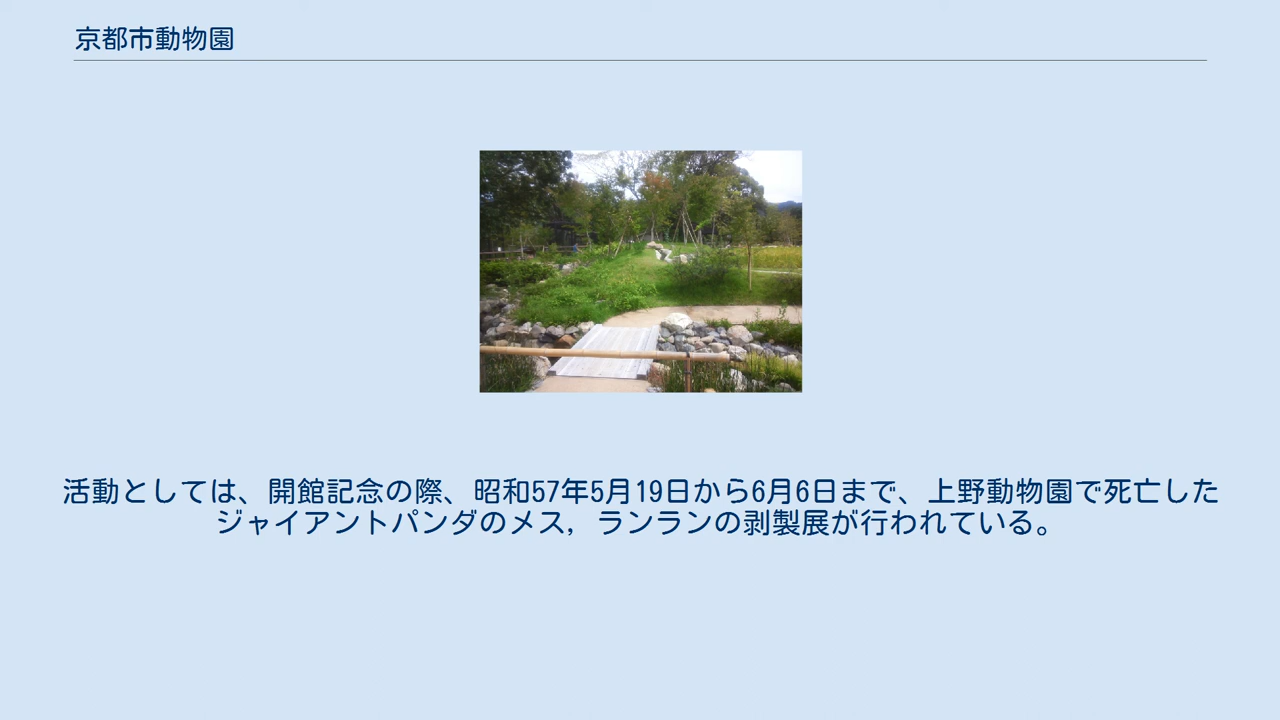 京都市動物園
活動としては、開館記念の際、昭和57年5月19日から6月6日まで、上野動物園で死亡した
ジャイアントパンダのメス，ランランの剥製展が行われている。